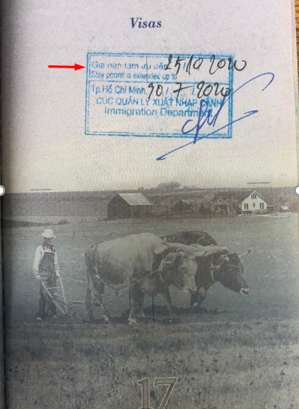 Visas
Gia hạn tạm trú đến 25/10/2020
Stay permit is extended up to
Tp.Hồ Chí Minh, 20/7/2020
CỤC QUẢN LÝ XUẤT NHẬP CẢNH
Immigration Department
17